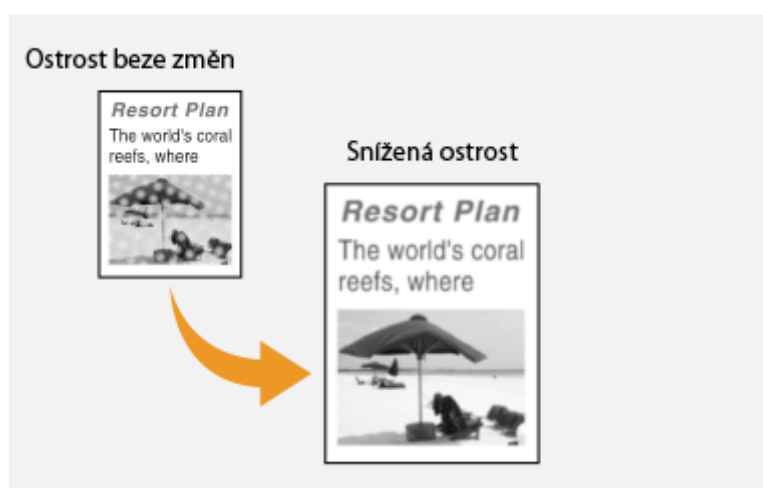 Ostrost beze změn
Resort Plan
The world's coral
reefs, where
Snížená ostrost
Resort Plan
The world's coral
reefs, where